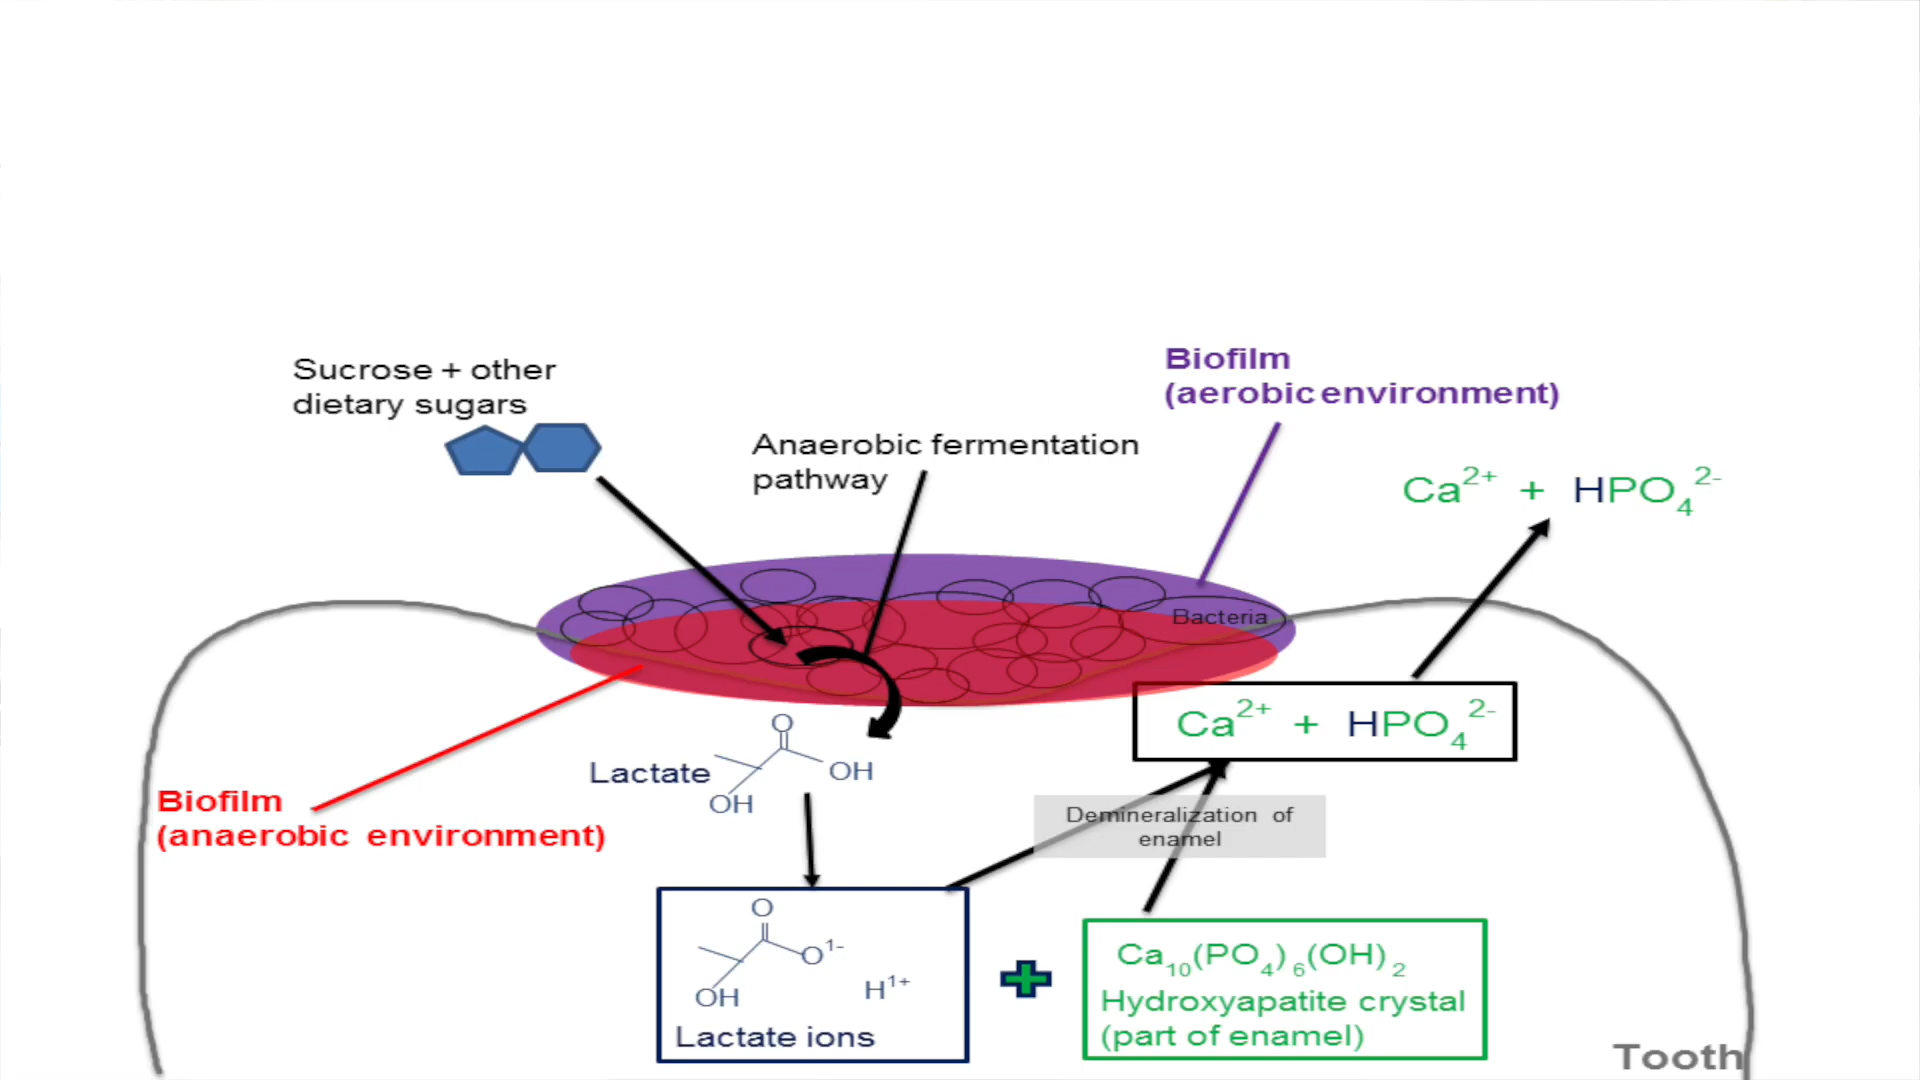 Sucrose + other
dietary sugars
Biofilm
(aerobic environment)
Anaerobic fermentation
pathway
Ca2+ + HPO42-
Bacteria
Ca2+ + HPO42-
O
Lactate
OH
OH
Biofilm
(anaerobic environment)
Demineralization of
enamel
O
O1-
H1+
OH
Lactate ions
Ca10(PO4)6(OH)2
Hydroxyapatite crystal
(part of enamel)
Tooth